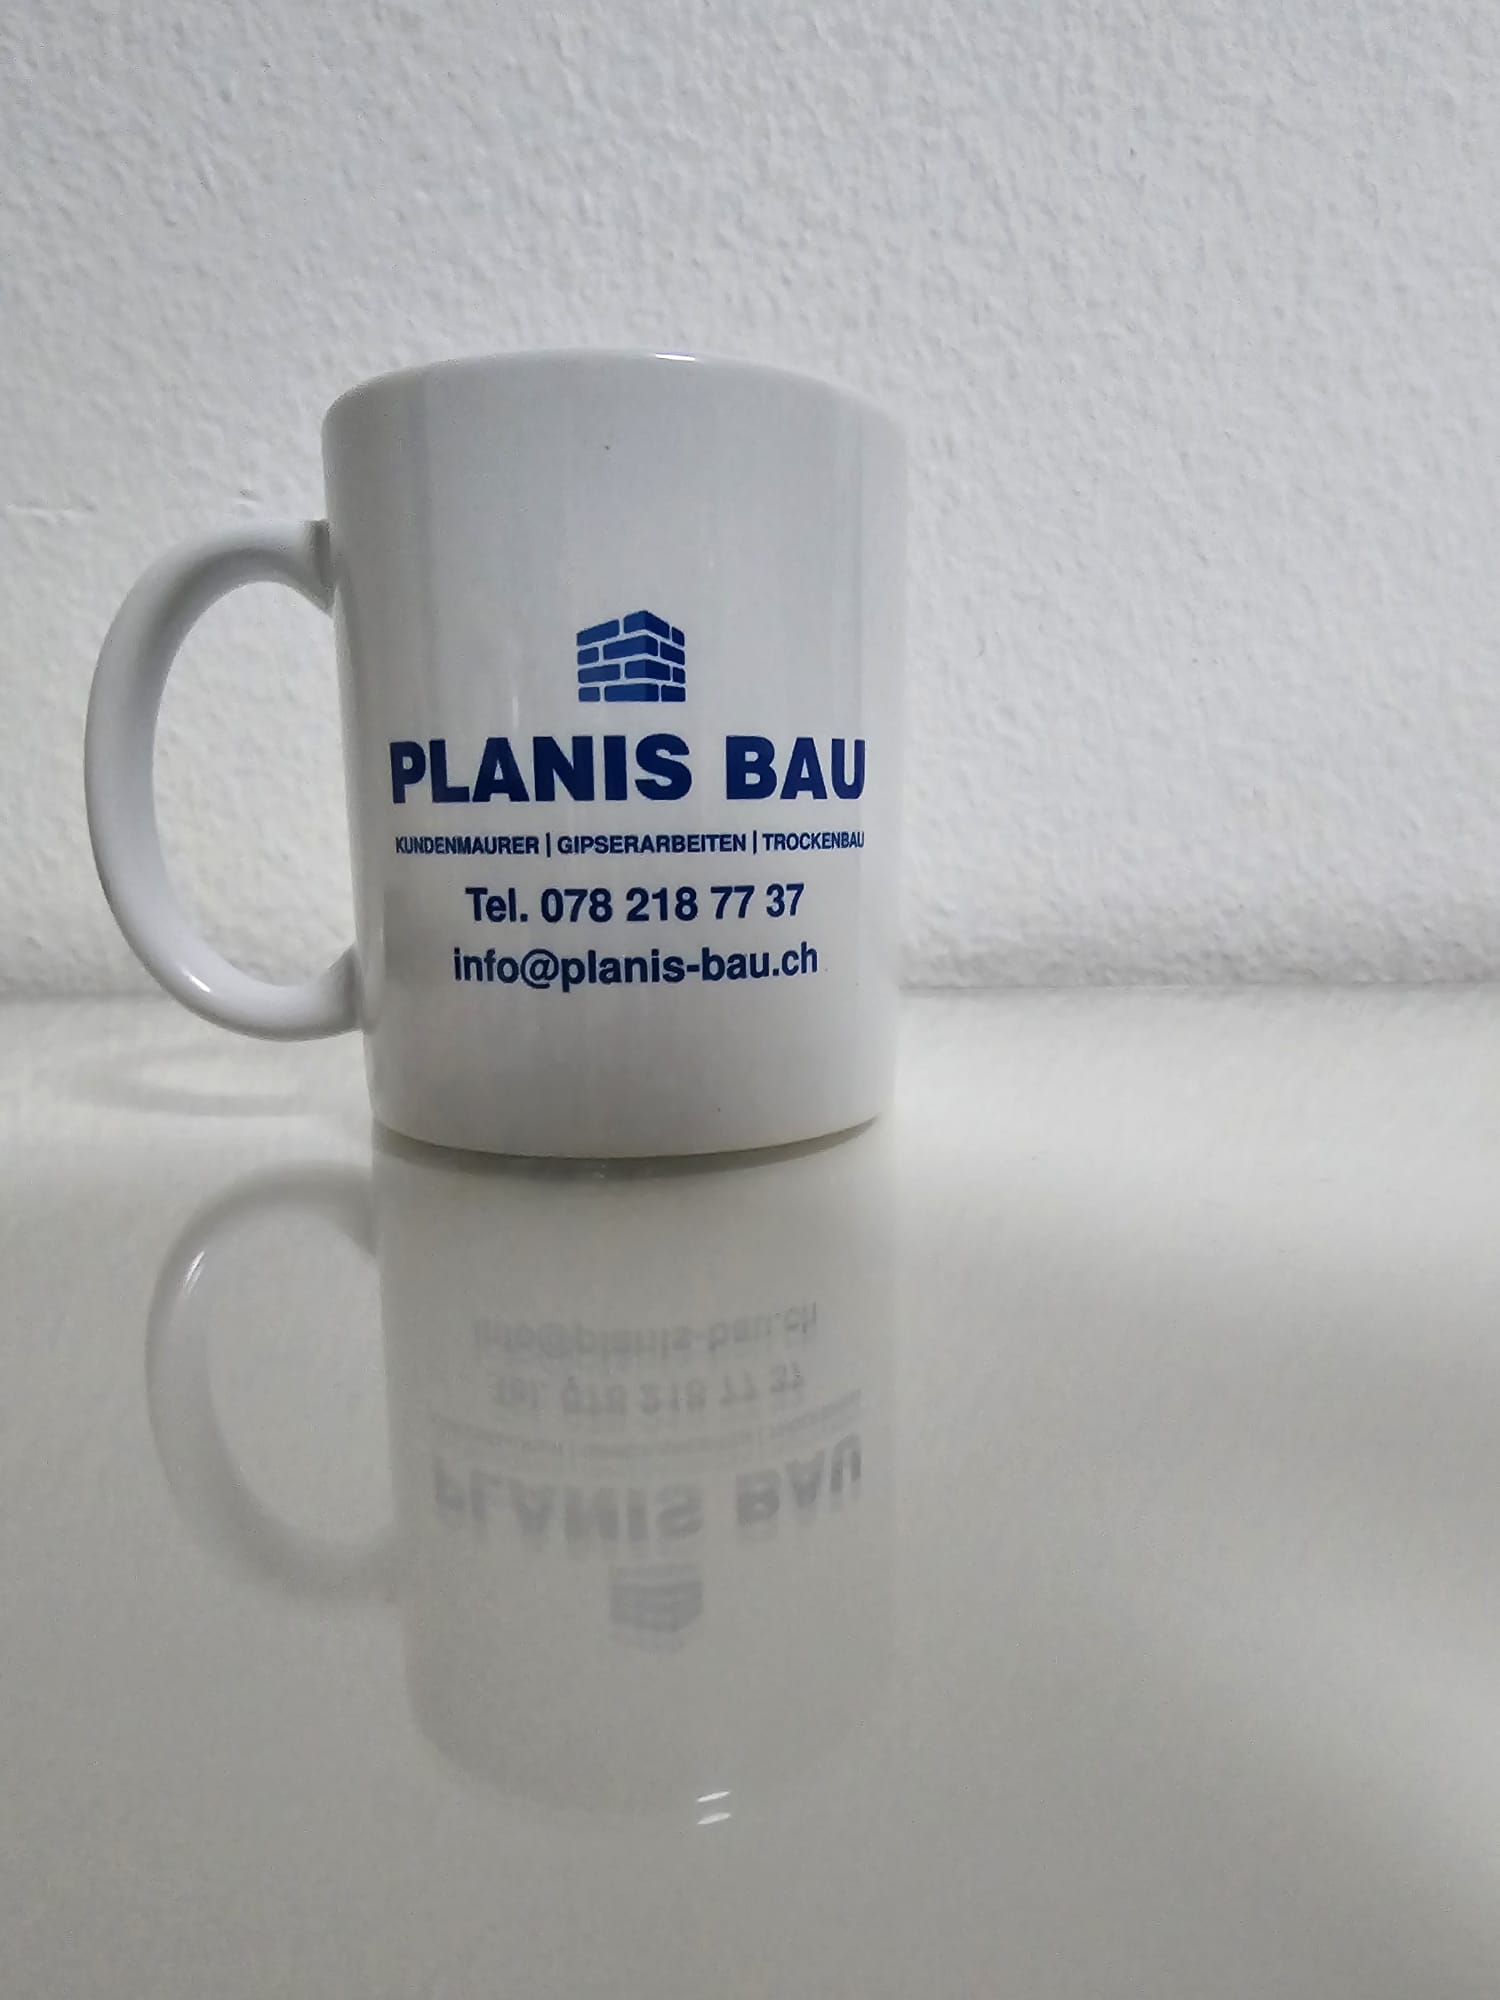 PLANIS BAU
KUNDENMAURER | GIPSERARBEITEN | TROCKENBAU
Tel. 078 218 77 37
info@planis-bau.ch